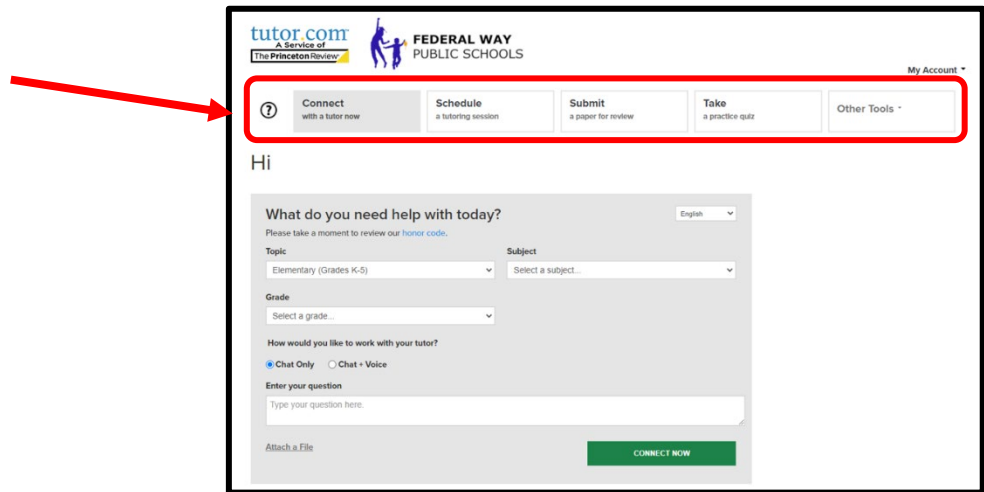 tutor.com
A Service of
The Princeton Review
FEDERAL WAY
PUBLIC SCHOOLS
My Account
?
Connect
with a tutor now
Schedule
a tutoring session
Submit
a paper for review
Take
a practice quiz
Other Tools
Hi
What do you need help with today?
English
Please take a moment to review our honor code.
Topic
Subject
Elementary (Grades K-5)
Select a subject...
Grade
Select a grade...
How would you like to work with your tutor?
Chat Only
Chat + Voice
Enter your question
Type your question here.
Attach a File
CONNECT NOW